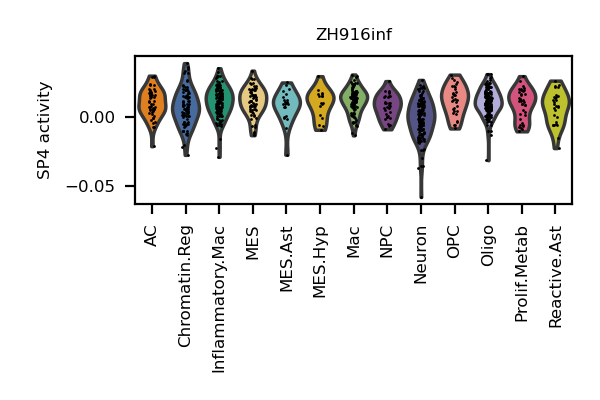 ZH916inf
SP4 activity
0.00
−0.05
AC
Chromatin.Reg
Inflammatory.Mac
MES
MES.Ast
MES.Hyp
Mac
NPC
Neuron
OPC
Oligo
Prolif.Metab
Reactive.Ast